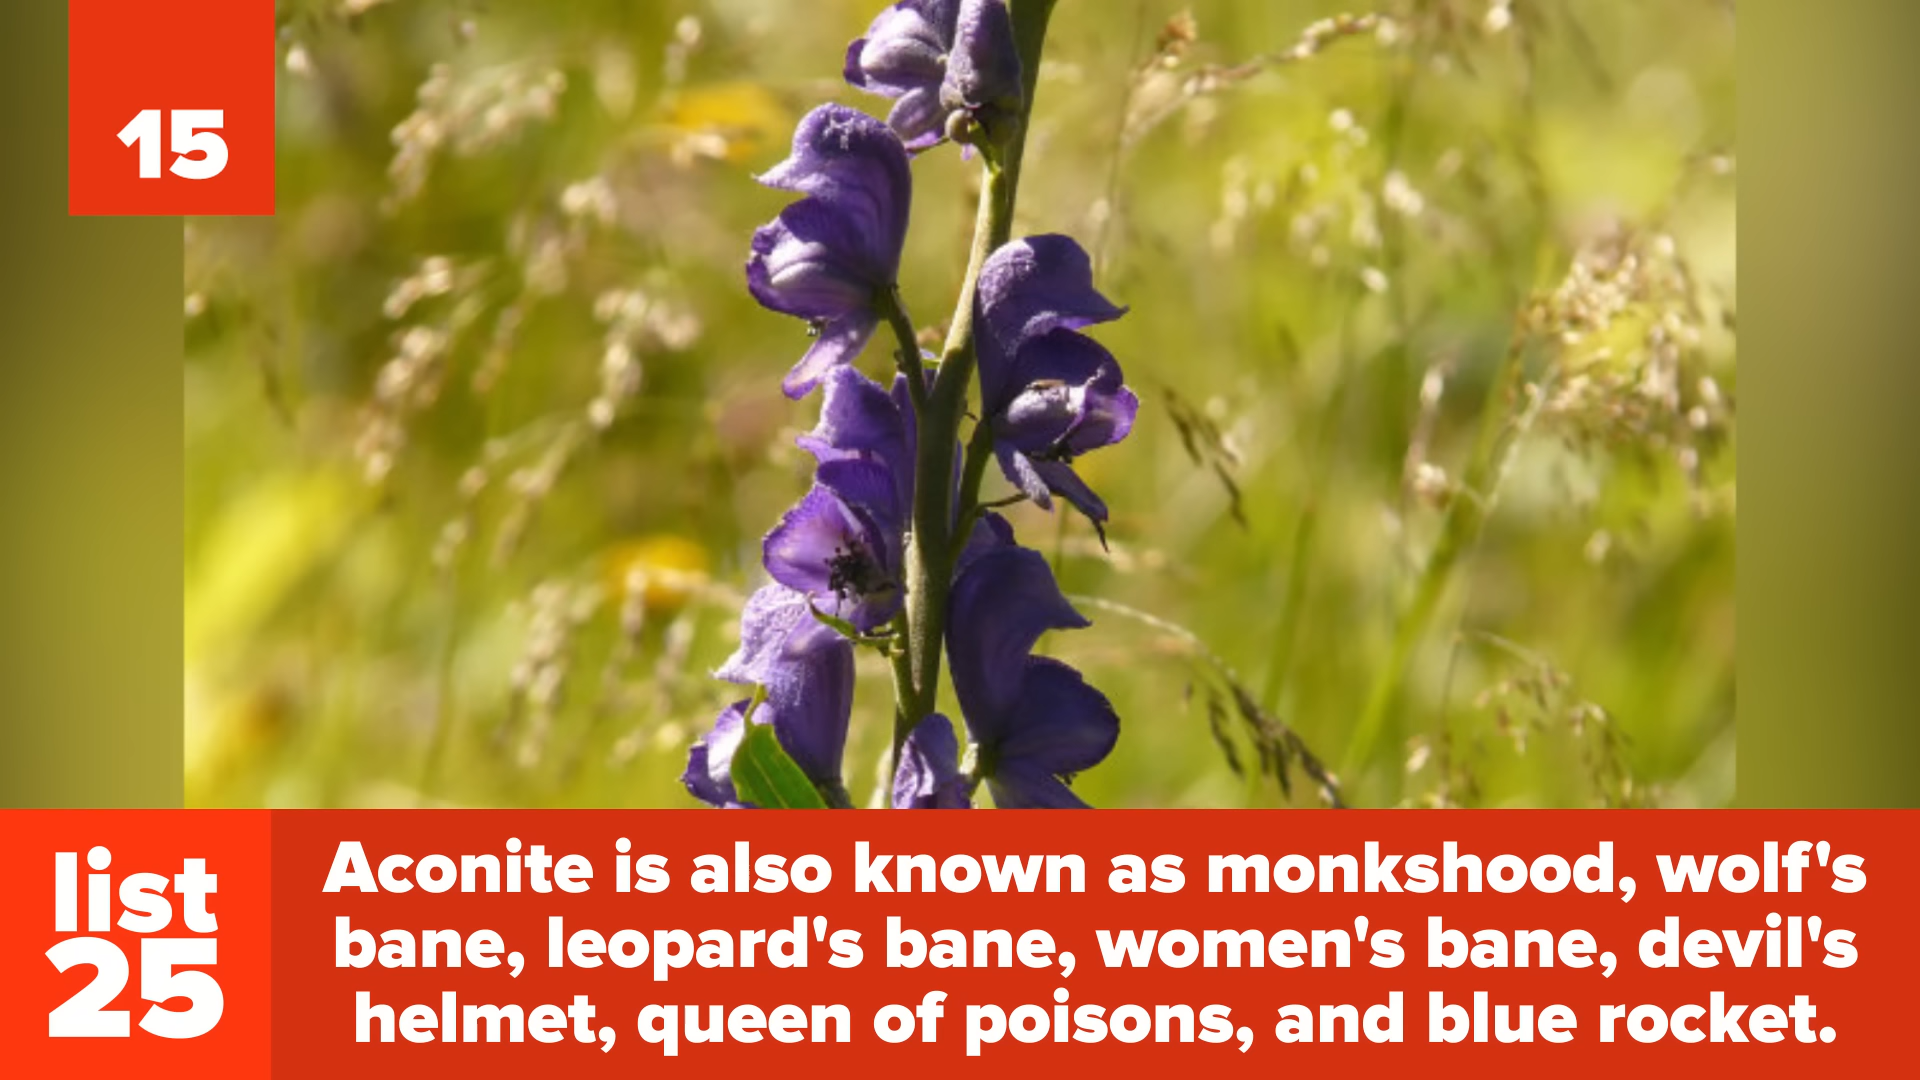 15
list
25
Aconite is also known as monkshood, wolf's
bane, leopard's bane, women's bane, devil's
helmet, queen of poisons, and blue rocket.